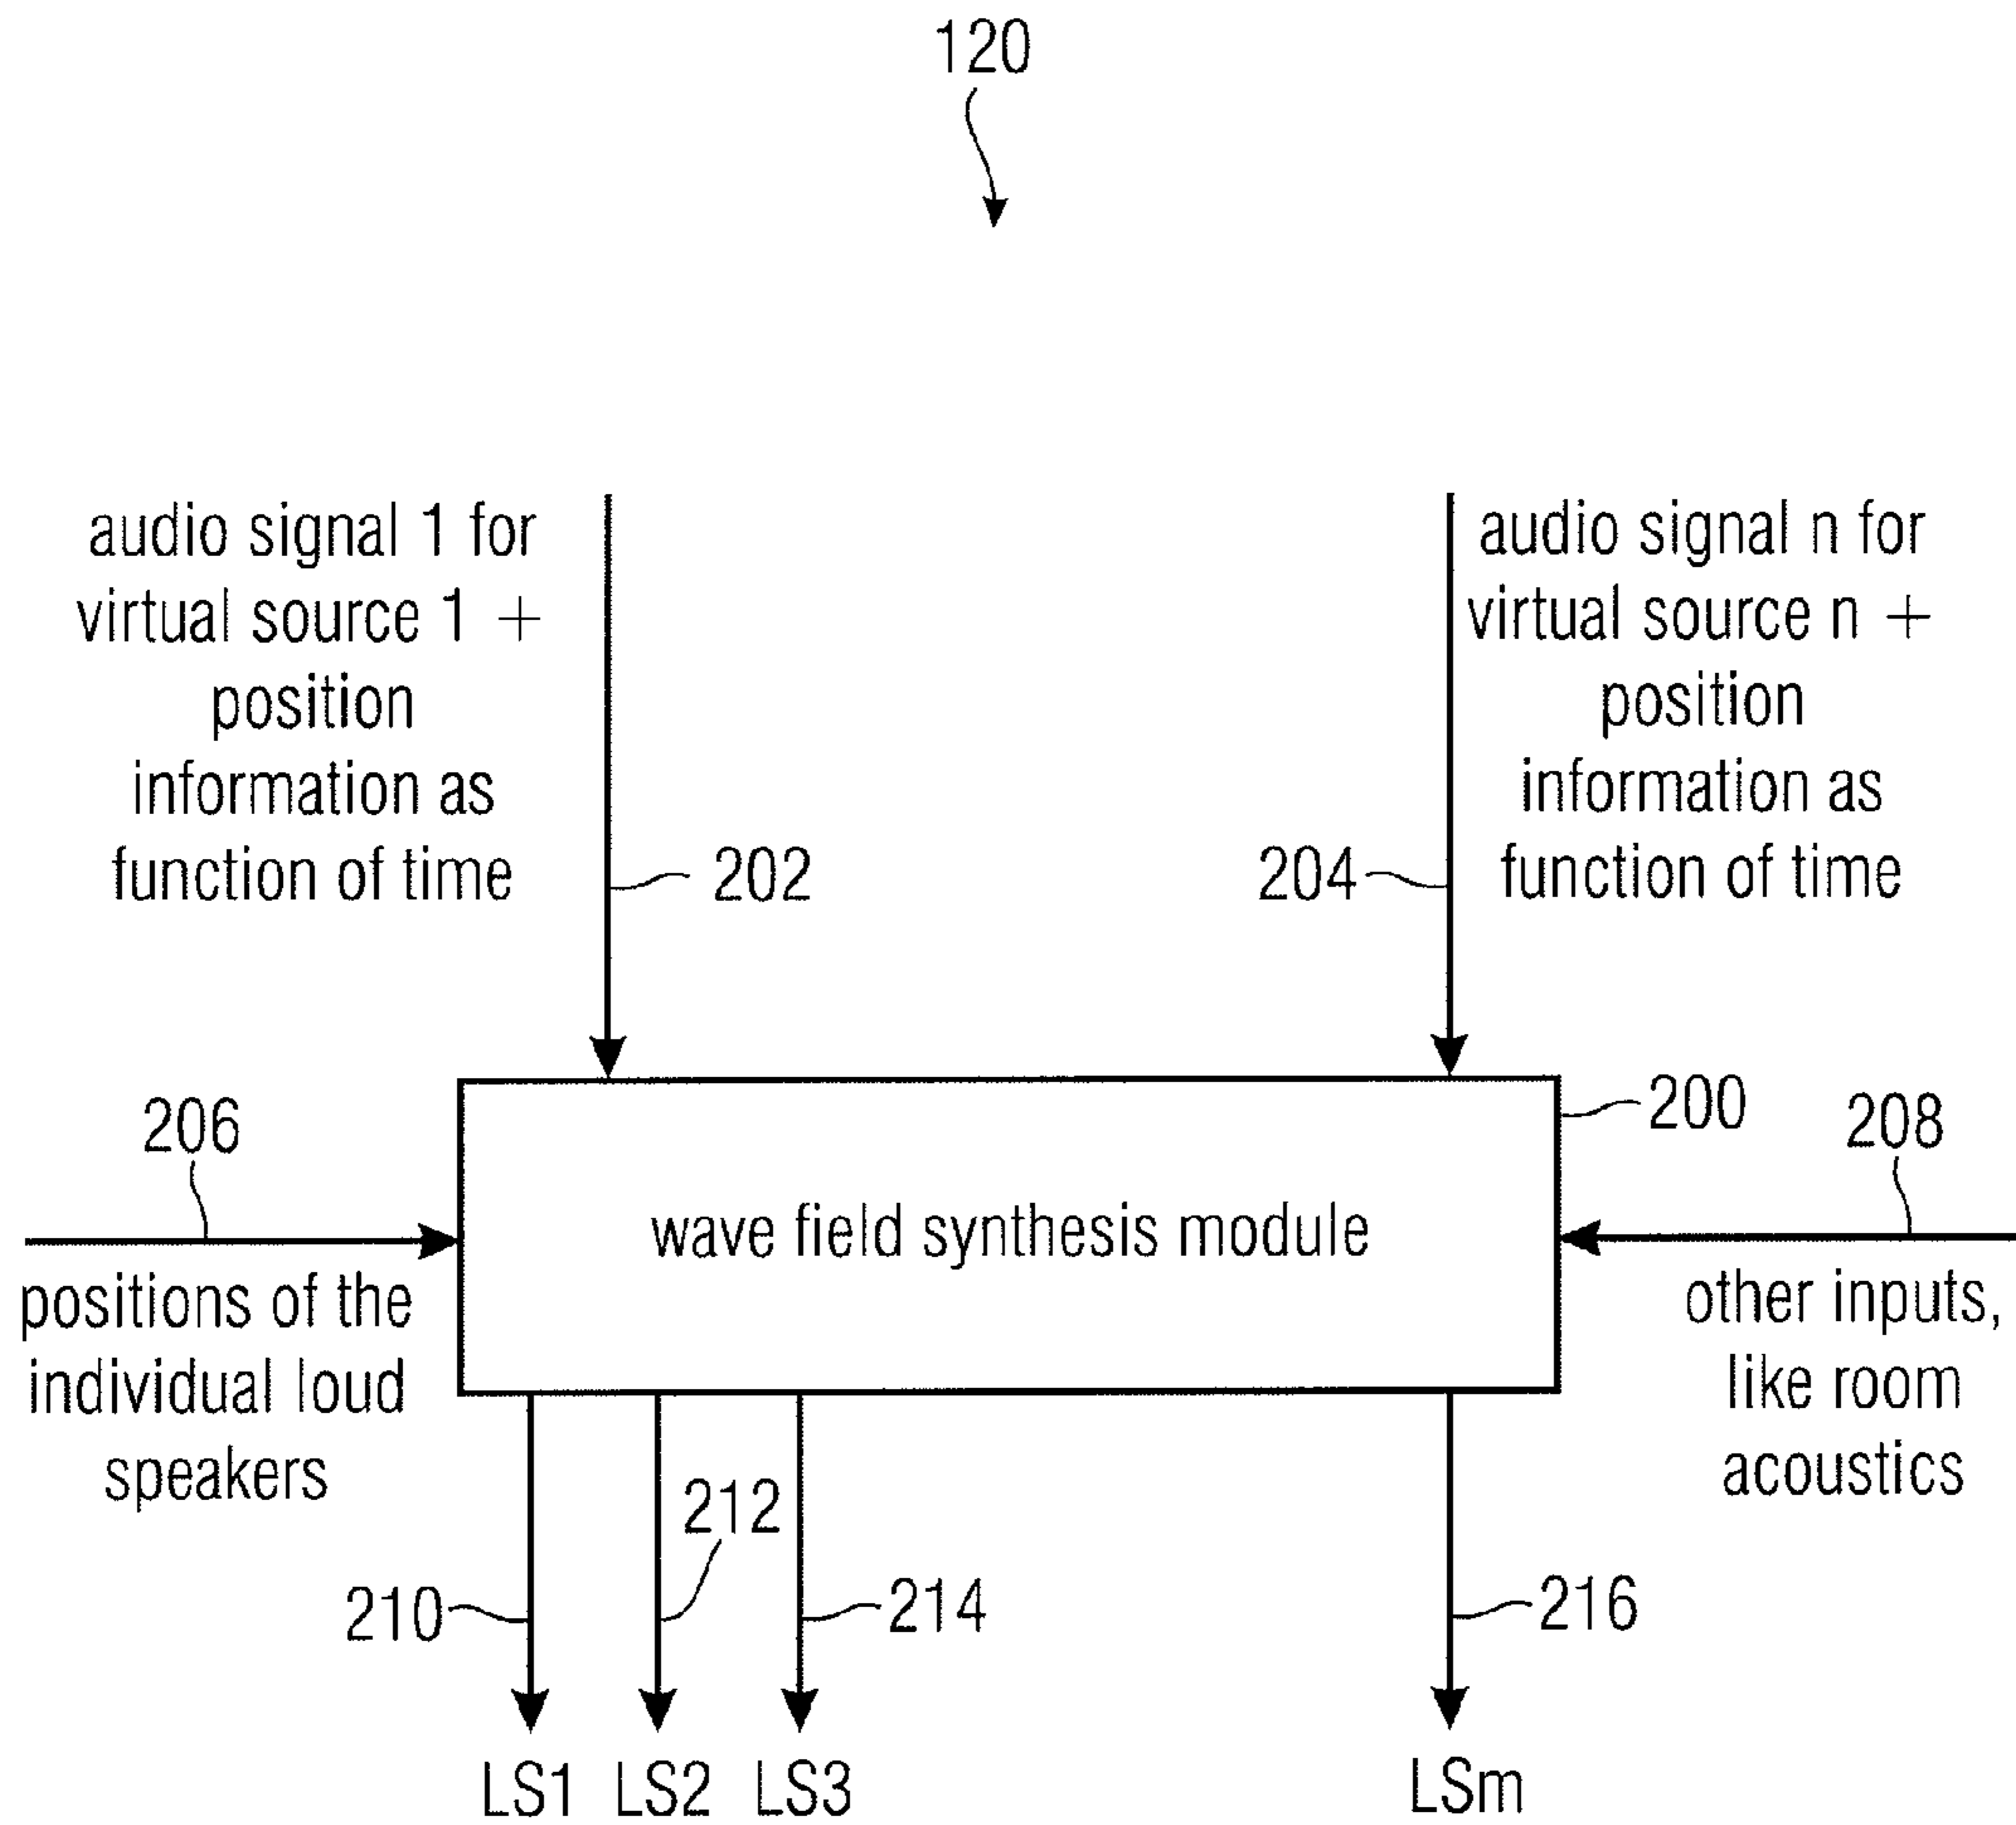 120
audio signal 1 for
virtual source 1 +
position
information as
function of time
202
204
audio signal n for
virtual source n +
position
information as
function of time
206
200
208
wave field synthesis module
positions of the
individual loud
speakers
other inputs,
like room
acoustics
210
212
214
216
LS1
LS2
LS3
LSm